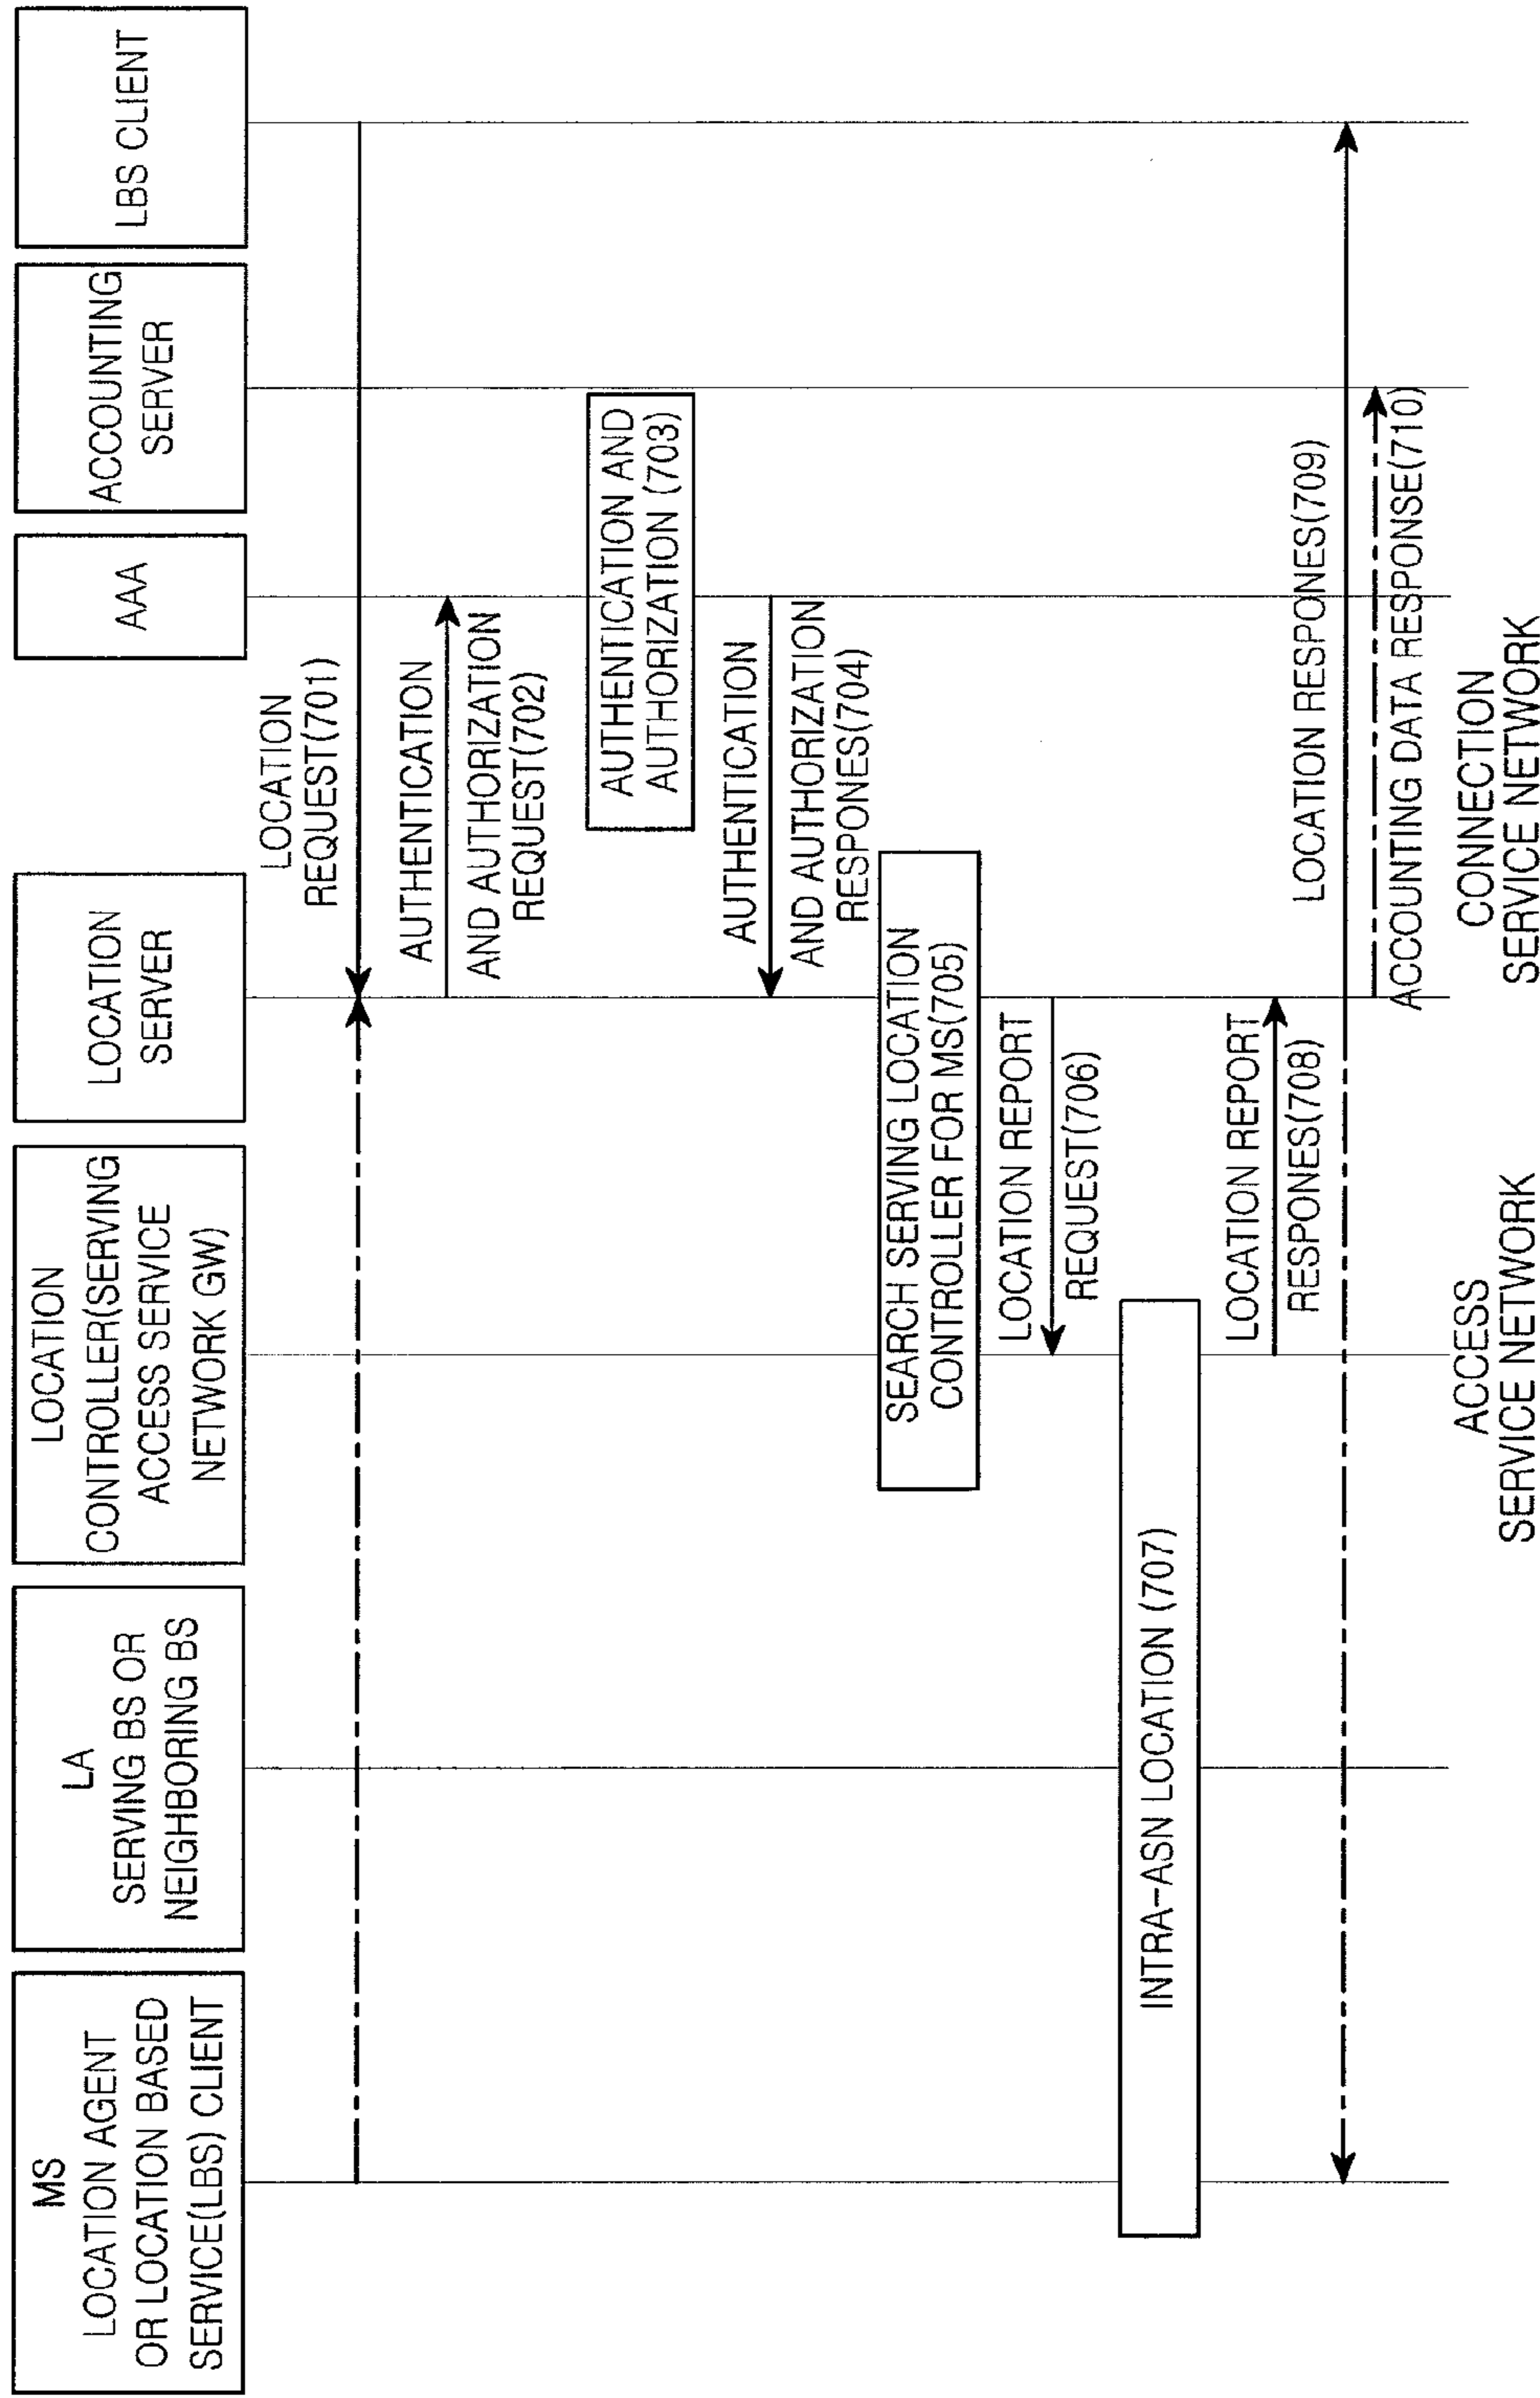 MS
LOCATION AGENT
OR LOCATION BASED
SERVICE(LBS) CLIENT
LA
SERVING BS OR
NEIGHBORING BS
LOCATION
CONTROLLER(SERVING
ACCESS SERVICE
NETWORK GW)
LOCATION
SERVER
AAA
ACCOUNTING
SERVER
LBS CLIENT
LOCATION
REQUEST(701)
AUTHENTICATION
AND AUTHORIZATION
REQUEST(702)
AUTHENTICATION AND
AUTHORIZATION (703)
AUTHENTICATION
AND AUTHORIZATION
RESPONES(704)
SEARCH SERVING LOCATION
CONTROLLER FOR MS(705)
LOCATION REPORT
REQUEST(706)
INTRA-ASN LOCATION (707)
LOCATION REPORT
RESPONES(708)
LOCATION RESPONES(709)
ACCOUNTING DATA RESPONSE(710)
ACCESS
SERVICE NETWORK
CONNECTION
SERVICE NETWORK